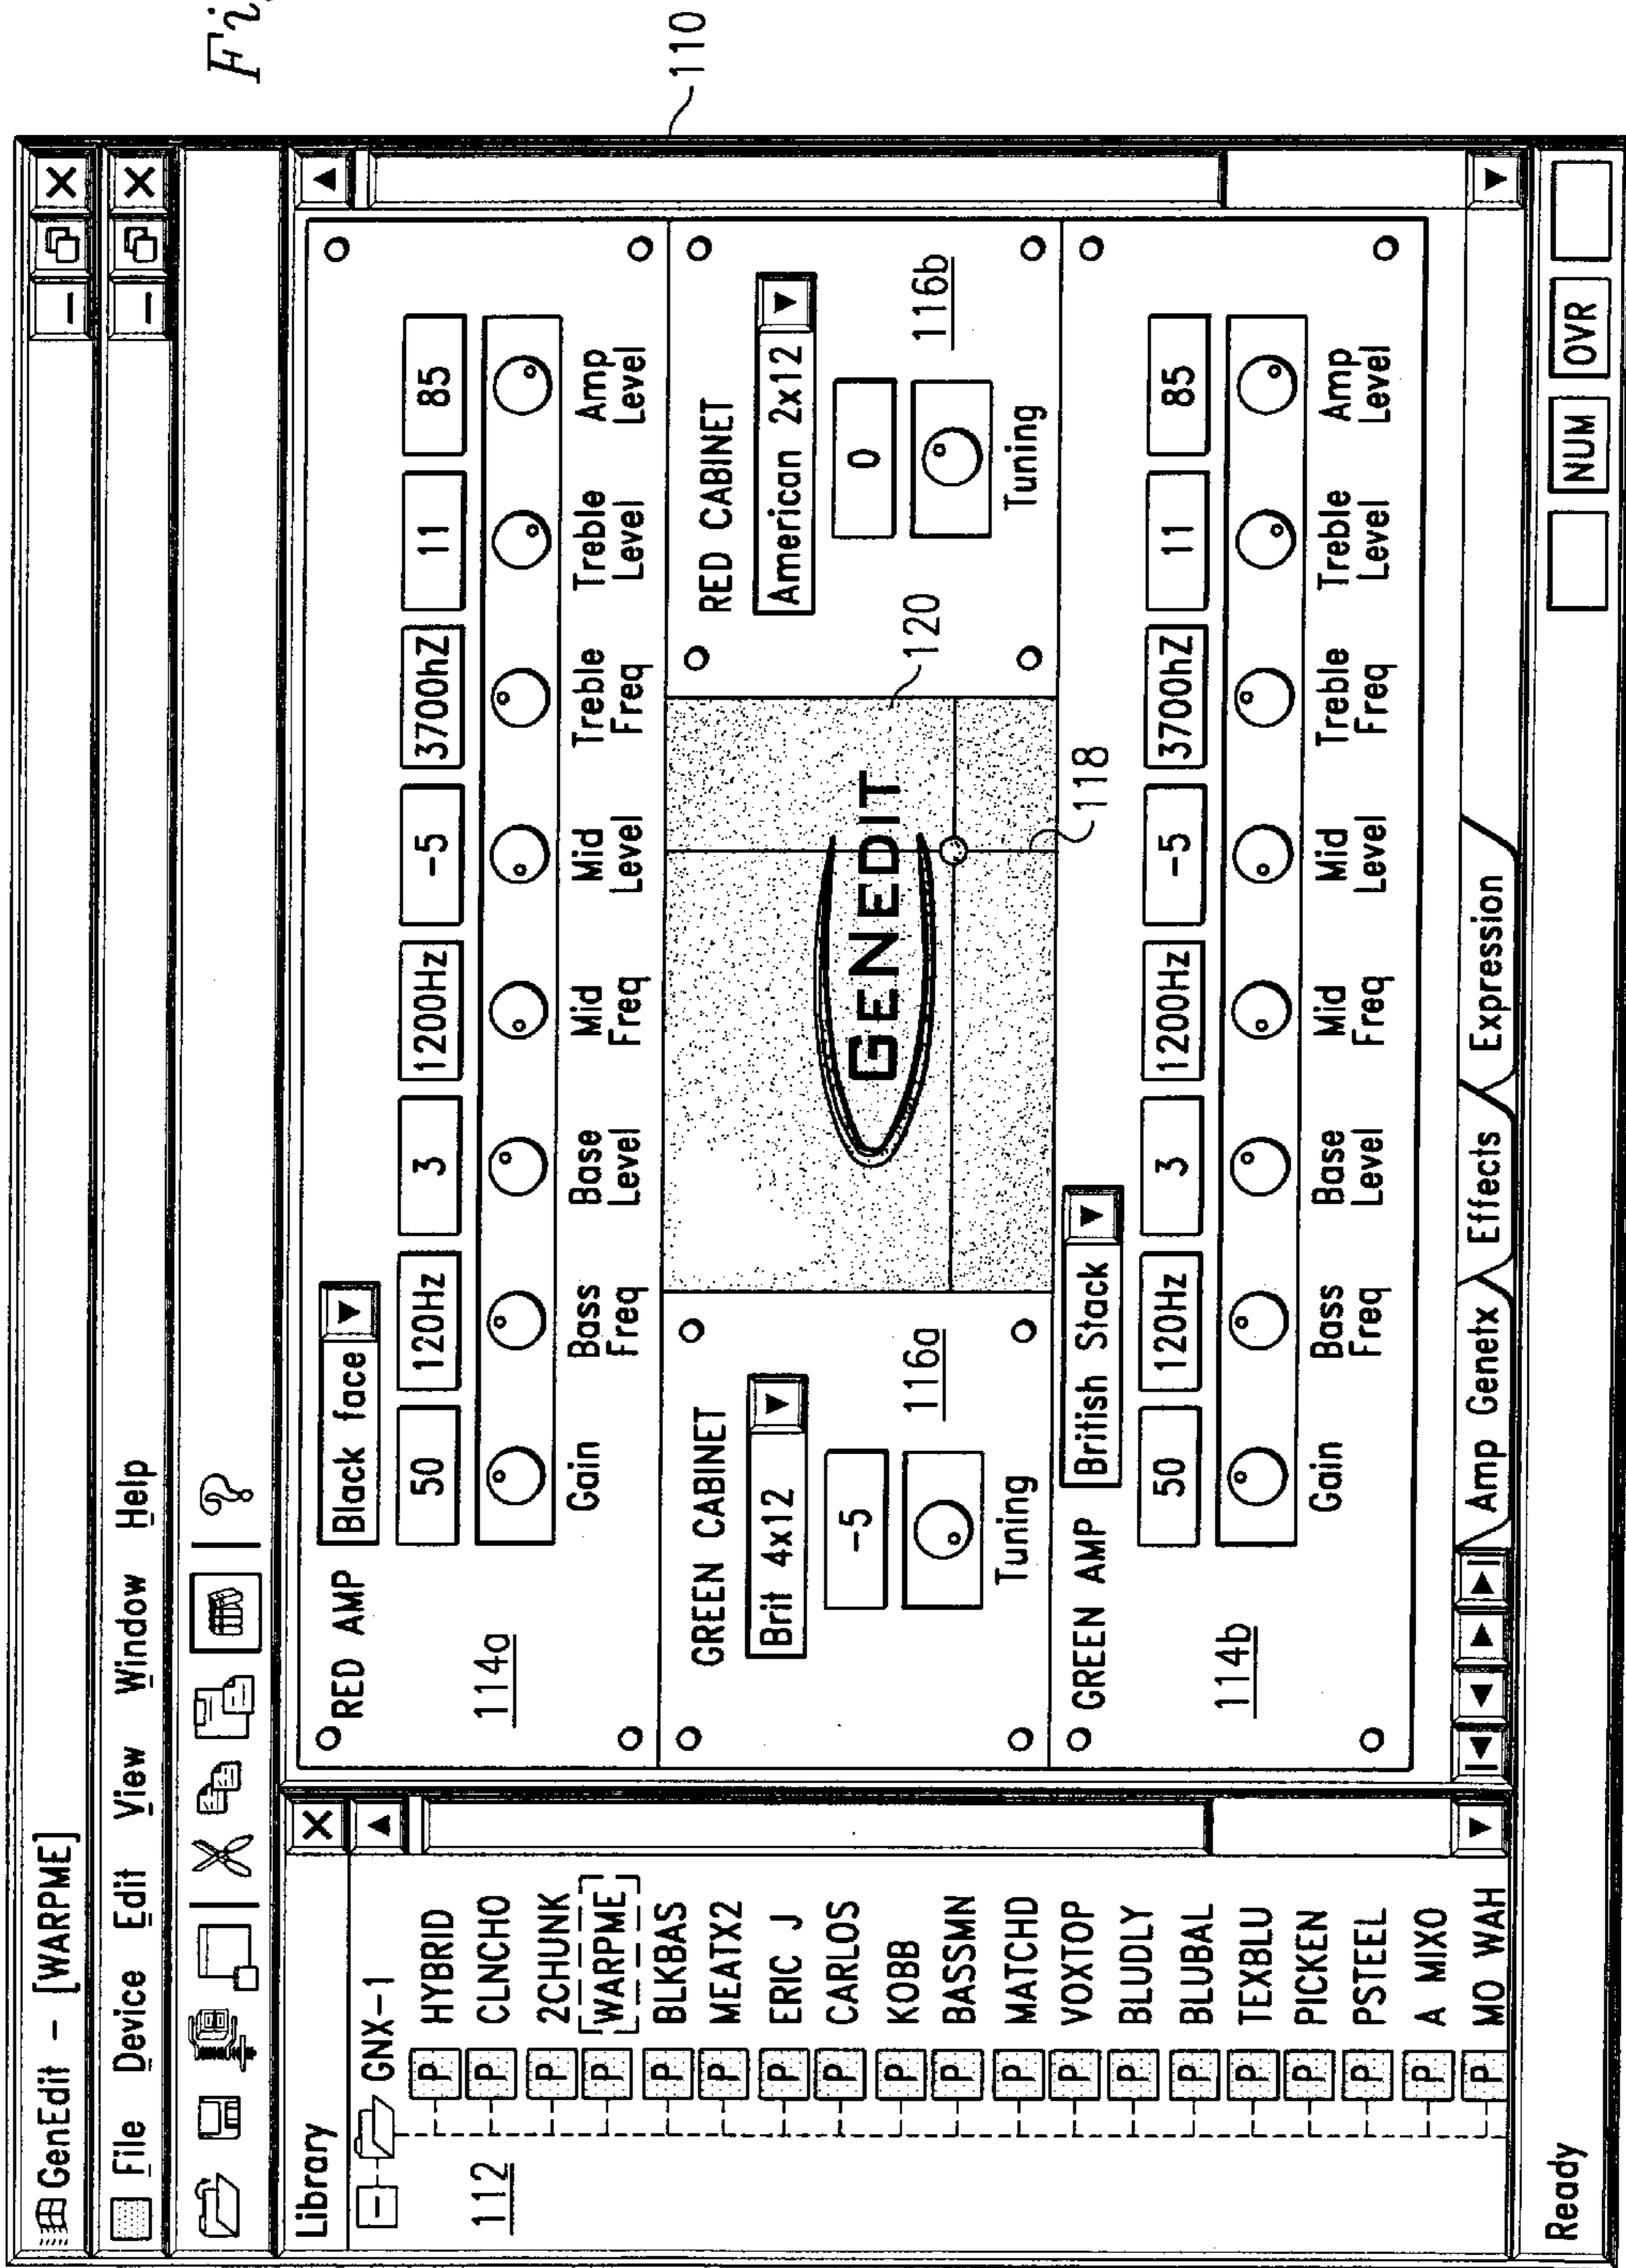 Fi
GenEdit - [WARPME]
File Device Edit View Window Help
?
Library
GNX-1
112
P HYBRID
P CLNCHO
P 2CHUNK
P [WARPME]
P BLKBAS
P MEATX2
P ERIC J
P CARLOS
P KOBB
P BASSMN
P MATCHD
P VOXTOP
P BLUDLY
P BLUBAL
P TEXBLU
P PICKEN
P PSTEEL
P A MIXO
P MO WAH
RED AMP Black face
114a
50 120Hz 3 1200Hz -5 3700hZ 11 85
Gain Bass Freq Base Level Mid Freq Mid Level Treble Freq Treble Level Amp Level
GREEN CABINET
Brit 4x12
-5
Tuning
116a
GENEDIT
118
120
RED CABINET
American 2x12
0
Tuning
116b
GREEN AMP British Stack
114b
50 120Hz 3 1200Hz -5 3700hZ 11 85
Gain Bass Freq Base Level Mid Freq Mid Level Treble Freq Treble Level Amp Level
Amp Genetx Effects Expression
Ready NUM OVR
110